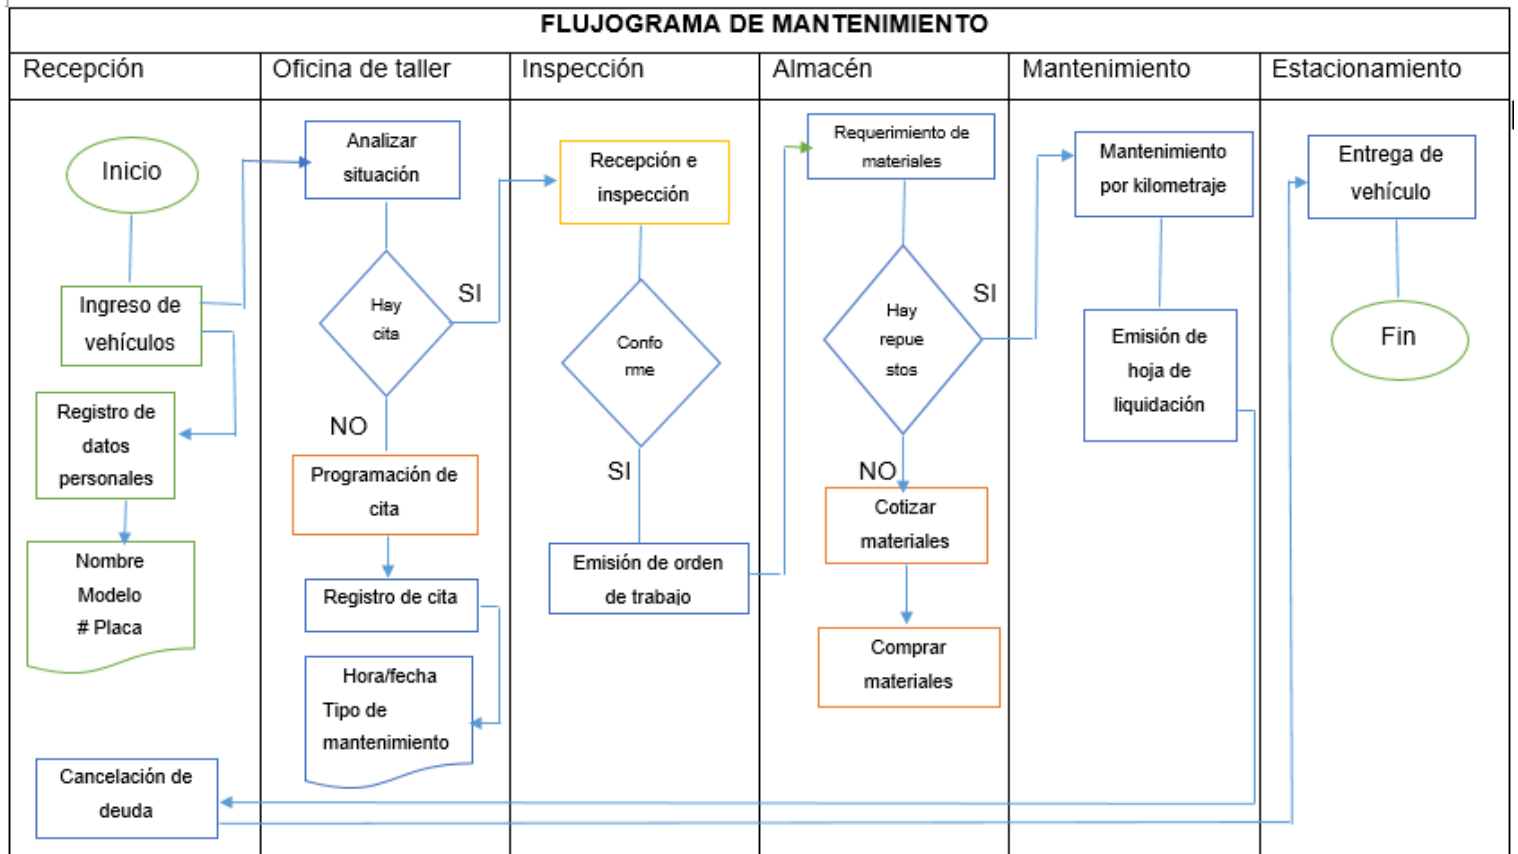 FLUJOGRAMA DE MANTENIMIENTO
Recepción
Oficina de taller
Inspección
Almacén
Mantenimiento
Estacionamiento
Inicio
Ingreso de
vehículos
Registro de
datos
personales
Nombre
Modelo
# Placa
Cancelación de
deuda
Analizar
situación
Hay
cita
SI
NO
Programación de
cita
Registro de cita
Hora/fecha
Tipo de
mantenimiento
Recepción e
inspección
Confo
rme
SI
Emisión de orden
de trabajo
Requerimiento de
materiales
Hay
repue
stos
SI
NO
Cotizar
materiales
Comprar
materiales
Mantenimiento
por kilometraje
Emisión de
hoja de
liquidación
Entrega de
vehículo
Fin